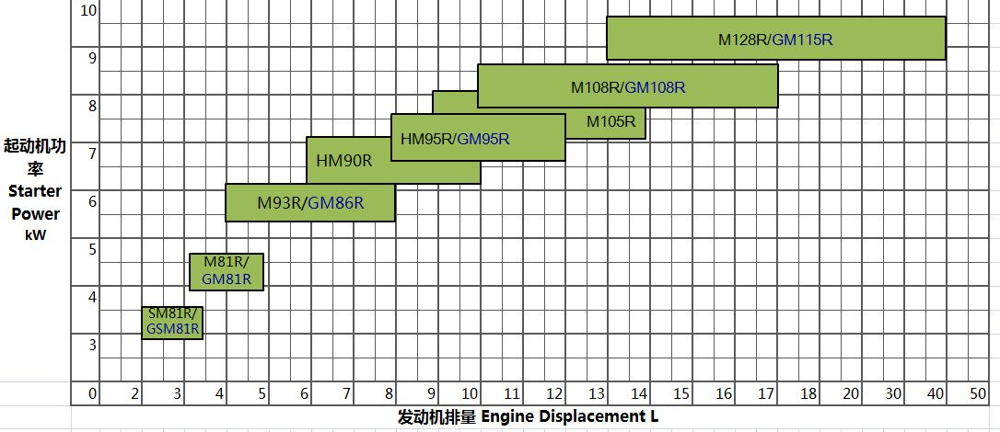 10
9
8
7
6
5
4
3
起动机功
率
Starter
Power
kW
M128R/GM115R
M108R/GM108R
M105R
HM95R/GM95R
HM90R
M93R/GM86R
M81R/
GM81R
SM81R/
GSM81R
0 2 3 4 5 6 7 8 9 10 11 12 13 14 15 16 17 18 20 30 40 50
发动机排量 Engine Displacement L